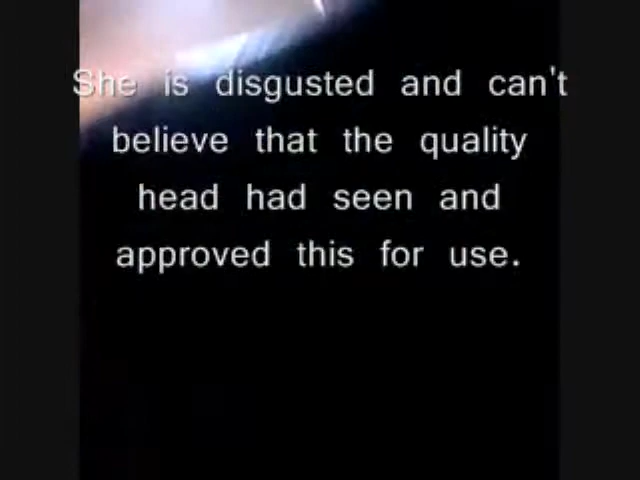 She is disgusted and can't
believe that the quality
head had seen and
approved this for use.